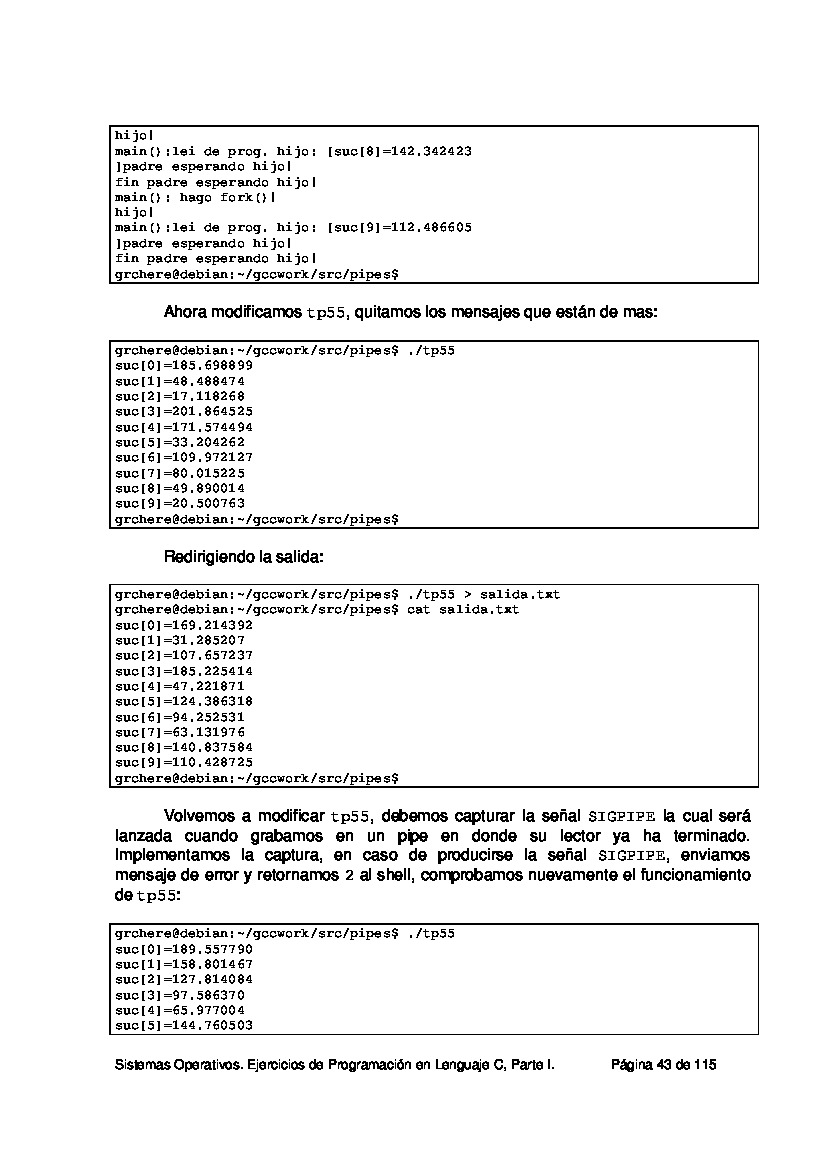 hijo|
main():lei de prog. hijo: [suc[8]=142.342423
]padre esperando hijo|
fin padre esperando hijo|
main(): hago fork()|
hijo|
main():lei de prog. hijo: [suc[9]=112.486605
]padre esperando hijo|
fin padre esperando hijo|
grchere@debian:~/gccwork/src/pipes$
Ahora modificamos tp55, quitamos los mensajes que están de mas:
grchere@debian:~/gccwork/src/pipes$ ./tp55
suc[0]=185.698899
suc[1]=48.488474
suc[2]=17.118268
suc[3]=201.864525
suc[4]=171.574494
suc[5]=33.204262
suc[6]=109.972127
suc[7]=80.015225
suc[8]=49.890014
suc[9]=20.500763
grchere@debian:~/gccwork/src/pipes$
Redirigiendo la salida:
grchere@debian:~/gccwork/src/pipes$ ./tp55 > salida.txt
grchere@debian:~/gccwork/src/pipes$ cat salida.txt
suc[0]=169.214392
suc[1]=31.285207
suc[2]=107.657237
suc[3]=185.225414
suc[4]=47.221871
suc[5]=124.386318
suc[6]=94.252531
suc[7]=63.131976
suc[8]=140.837584
suc[9]=110.428725
grchere@debian:~/gccwork/src/pipes$
Volvemos a modificar tp55, debemos capturar la señal SIGPIPE la cual será
lanzada cuando grabamos en un pipe en donde su lector ya ha terminado.
Implementamos la captura, en caso de producirse la señal SIGPIPE, enviamos
mensaje de error y retornamos 2 al shell, comprobamos nuevamente el funcionamiento
de tp55:
grchere@debian:~/gccwork/src/pipes$ ./tp55
suc[0]=189.557790
suc[1]=158.801467
suc[2]=127.814084
suc[3]=97.586370
suc[4]=65.977004
suc[5]=144.760503
Sistemas Operativos. Ejercicios de Programación en Lenguaje C, Parte I. Página 43 de 115